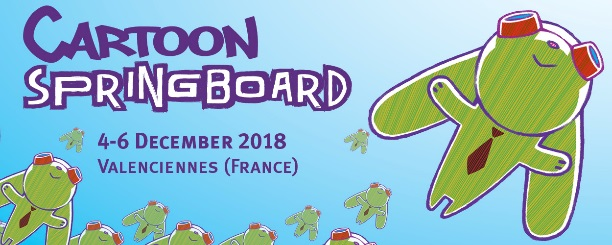 CARTOON
SPRINGBOARD
4-6 DECEMBER 2018
VALENCIENNES (FRANCE)